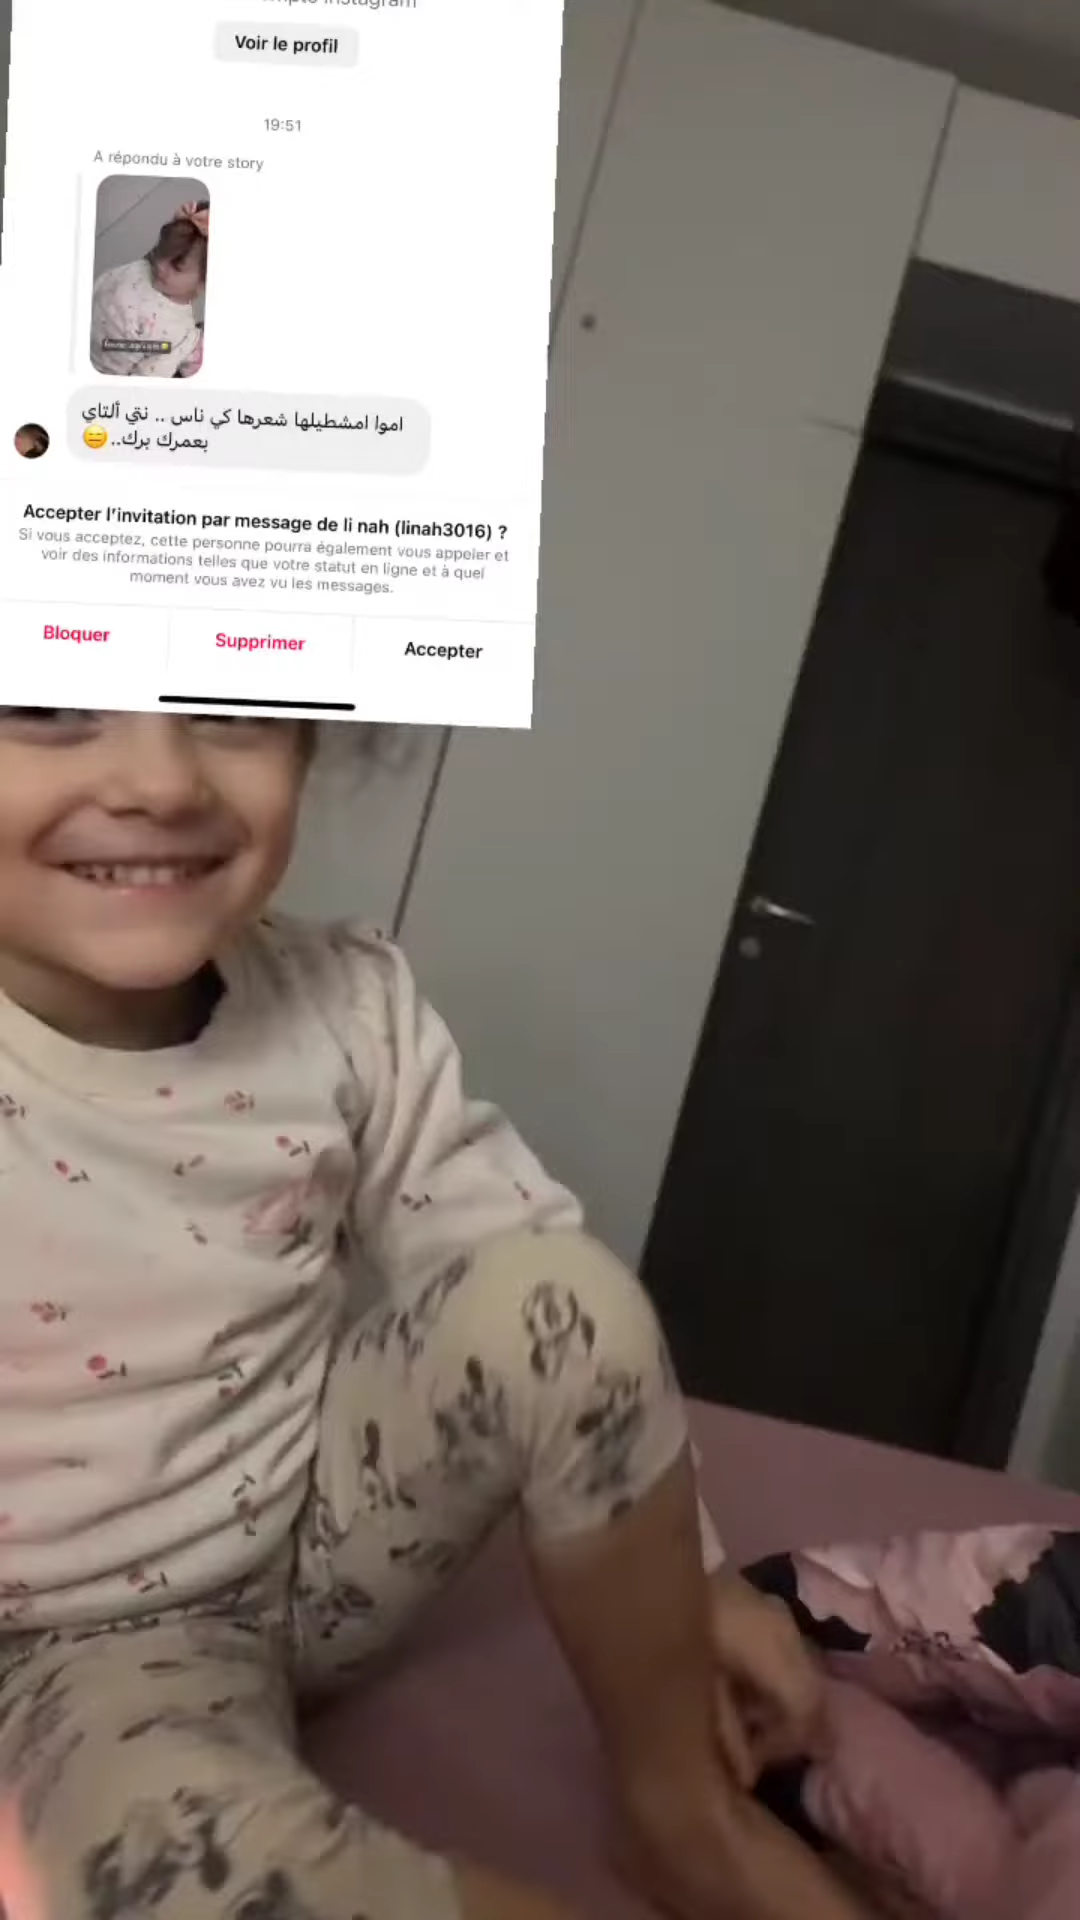 Voir le profil
19:51
A répondu à votre story
اموا امشطيلها شعرها كي ناس .. نتي ألتاي
بعمرك برك.. 😑
Accepter l'invitation par message de li nah (linah3016) ?
Si vous acceptez, cette personne pourra également vous appeler et
voir des informations telles que votre statut en ligne et à quel
moment vous avez vu les messages.
Bloquer
Supprimer
Accepter